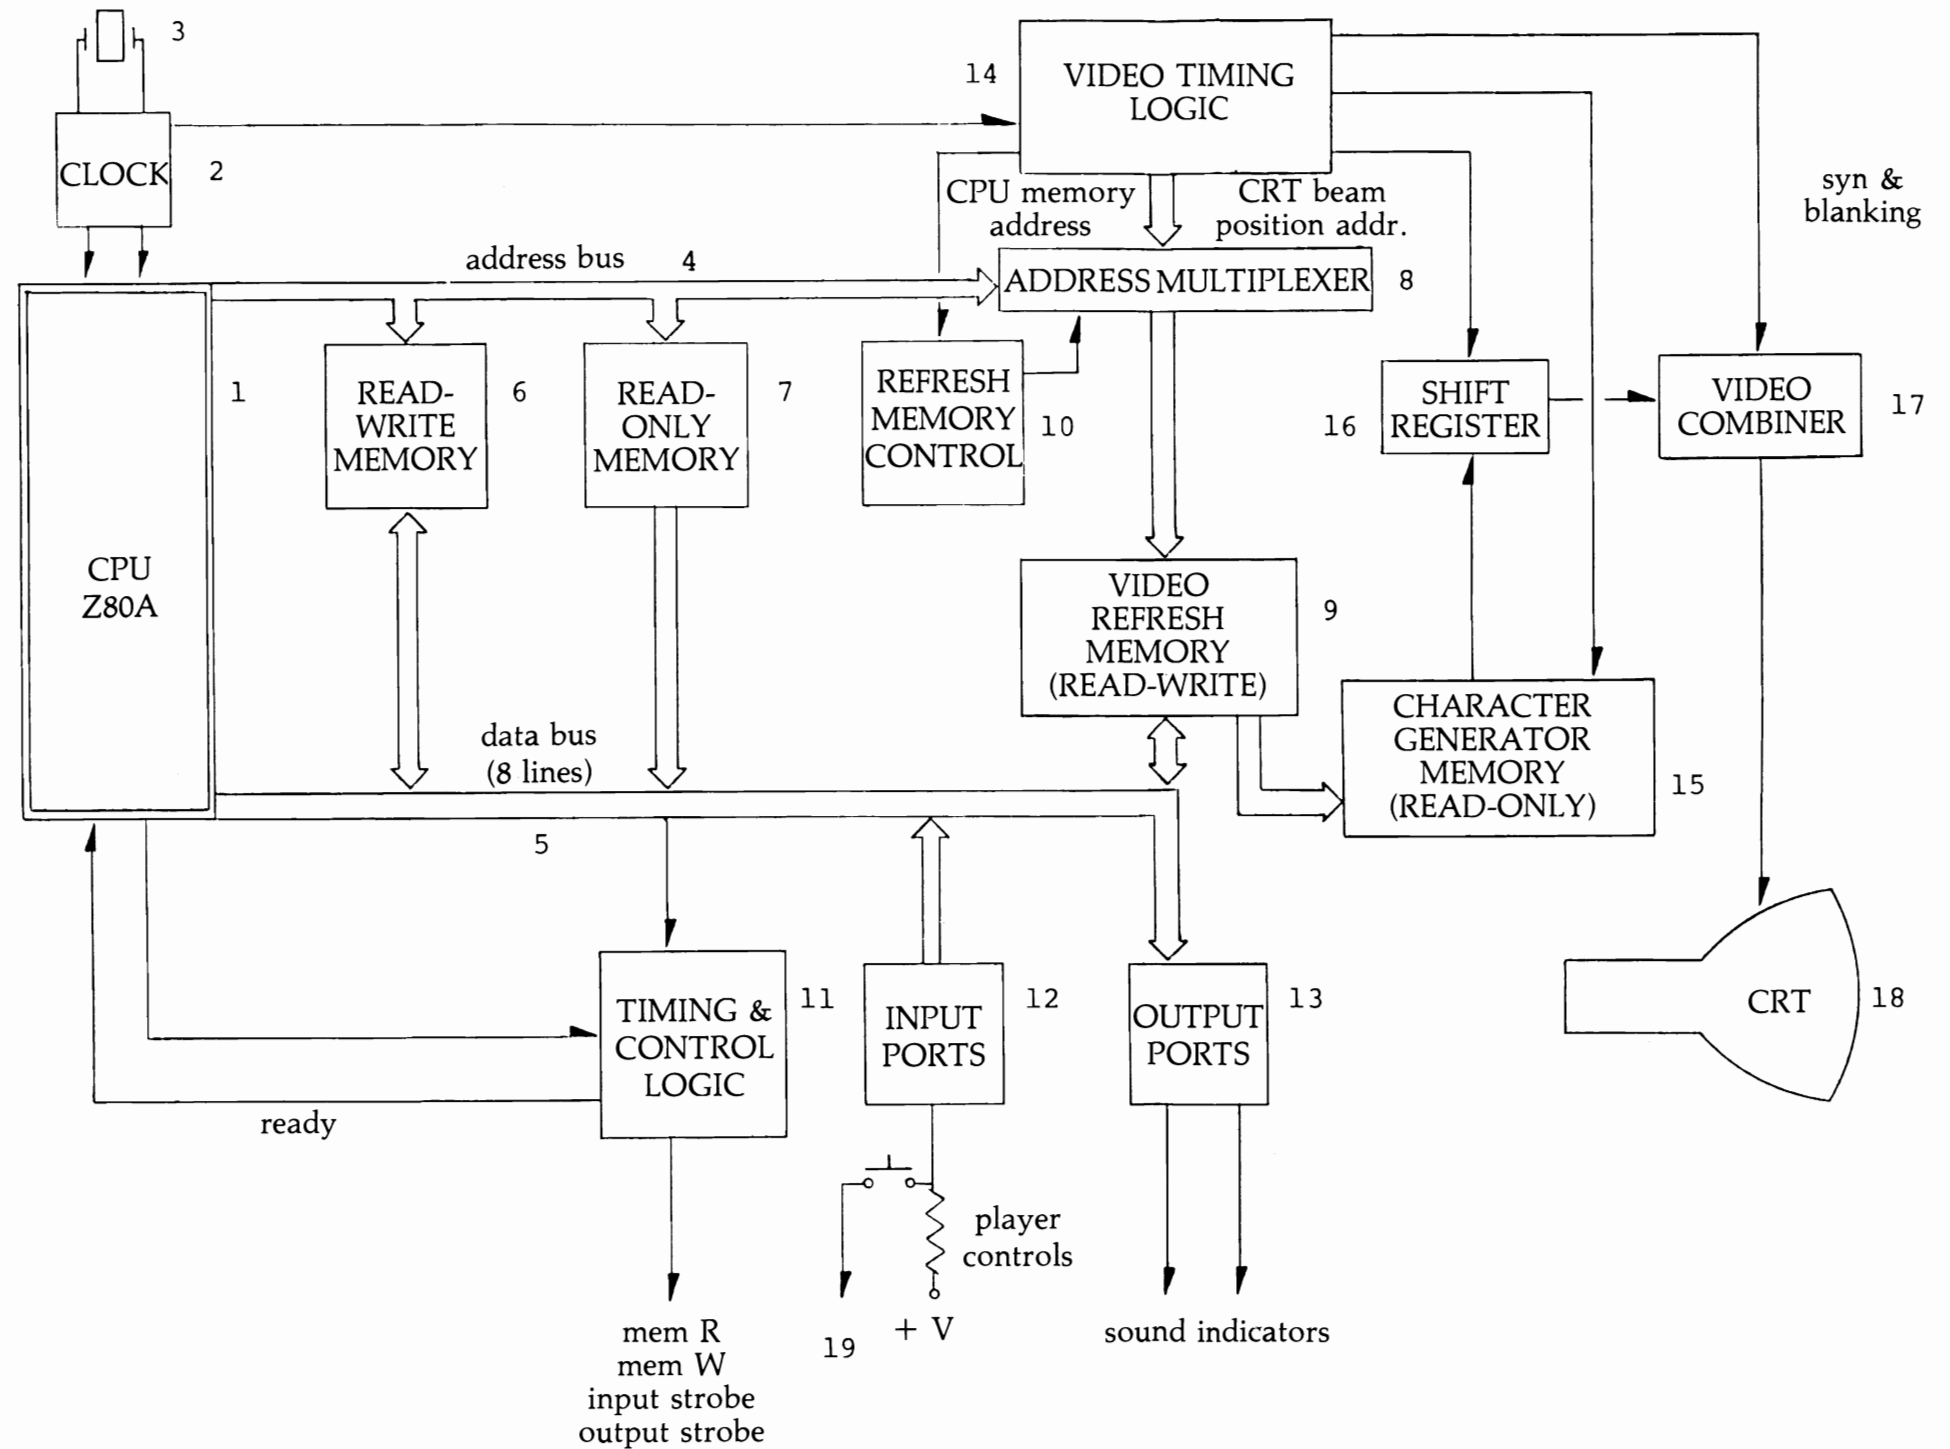 3
14
VIDEO TIMING
LOGIC
CLOCK
2
CPU memory
address
CRT beam
position addr.
syn &
blanking
address bus
4
ADDRESS MULTIPLEXER
8
1
READ-
WRITE
MEMORY
6
READ-
ONLY
MEMORY
7
REFRESH
MEMORY
CONTROL
10
16
SHIFT
REGISTER
VIDEO
COMBINER
17
CPU
Z80A
VIDEO
REFRESH
MEMORY
(READ-WRITE)
9
data bus
(8 lines)
CHARACTER
GENERATOR
MEMORY
(READ-ONLY)
15
5
TIMING &
CONTROL
LOGIC
11
INPUT
PORTS
12
OUTPUT
PORTS
13
CRT
18
ready
player
controls
19
+ V
mem R
mem W
input strobe
output strobe
sound indicators